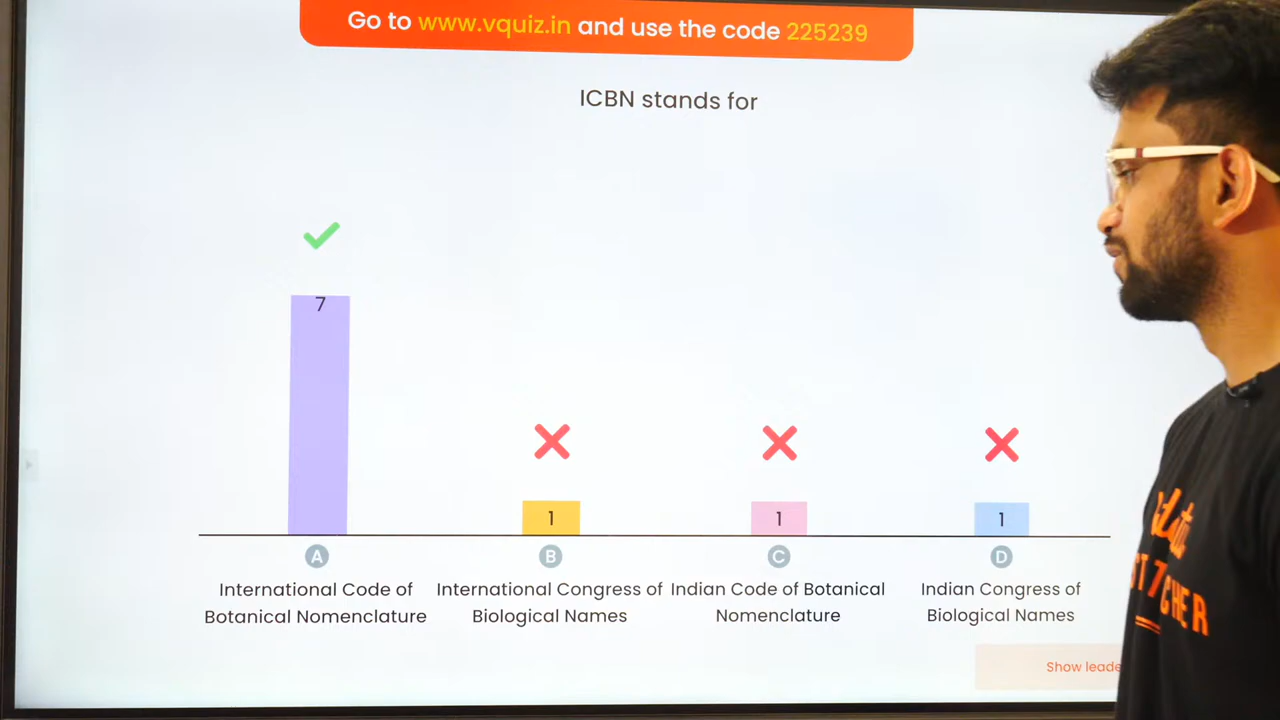 Go to www.vquiz.in and use the code 225239
ICBN stands for
7
1
1
1
A
B
C
D
International Code of
Botanical Nomenclature
International Congress of
Biological Names
Indian Code of Botanical
Nomenclature
Indian Congress of
Biological Names
Show